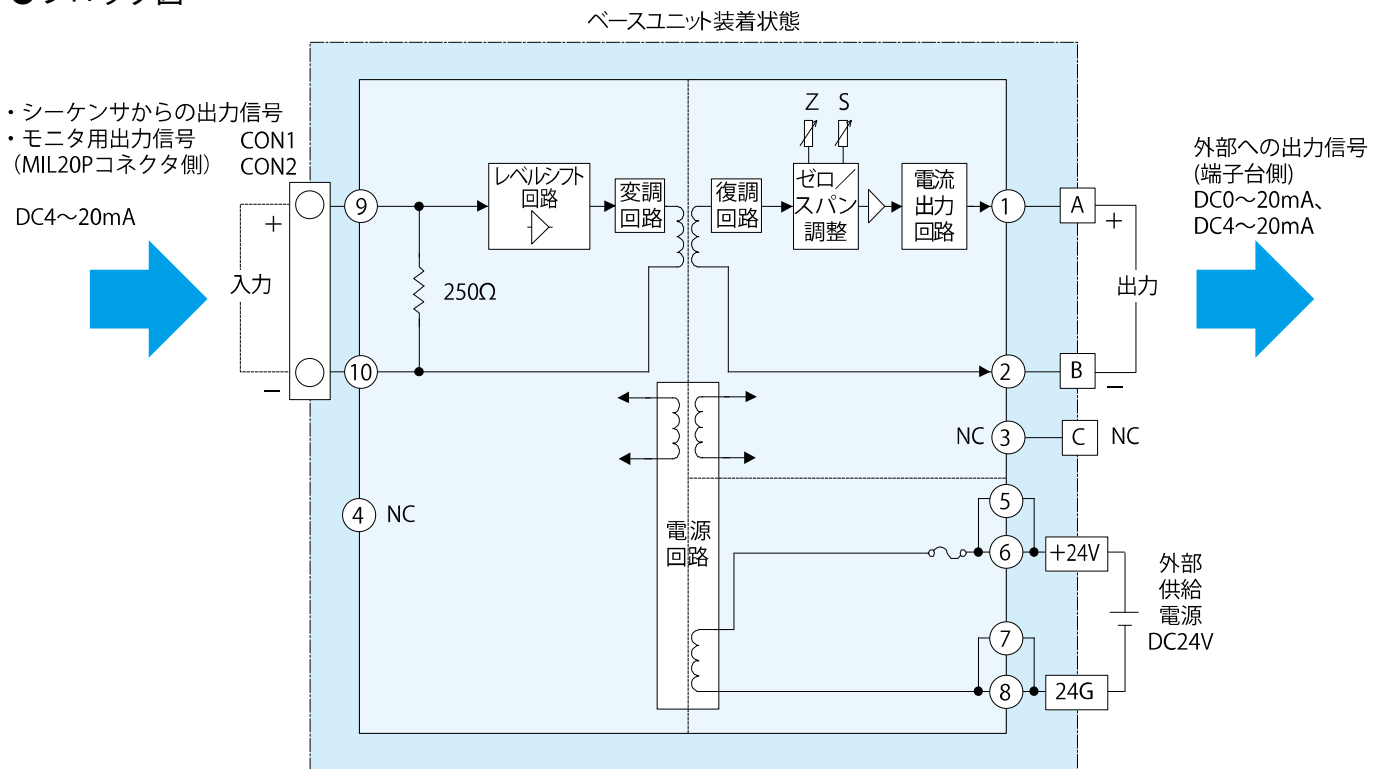 ベースユニット装着状態
・シーケンサからの出力信号
・モニタ用出力信号
(MIL20Pコネクタ側)
CON1
CON2
DC4〜20mA
入力
+
−
9
10
250Ω
レベルシフト
回路
変調
回路
復調
回路
Z S
ゼロ／
スパン
調整
電流
出力
回路
1
A
+
出力
2
B
−
NC 3
C NC
外部への出力信号
(端子台側)
DC0〜20mA、
DC4〜20mA
4 NC
電源
回路
5
6
+24V
7
8
24G
外部
供給
電源
DC24V